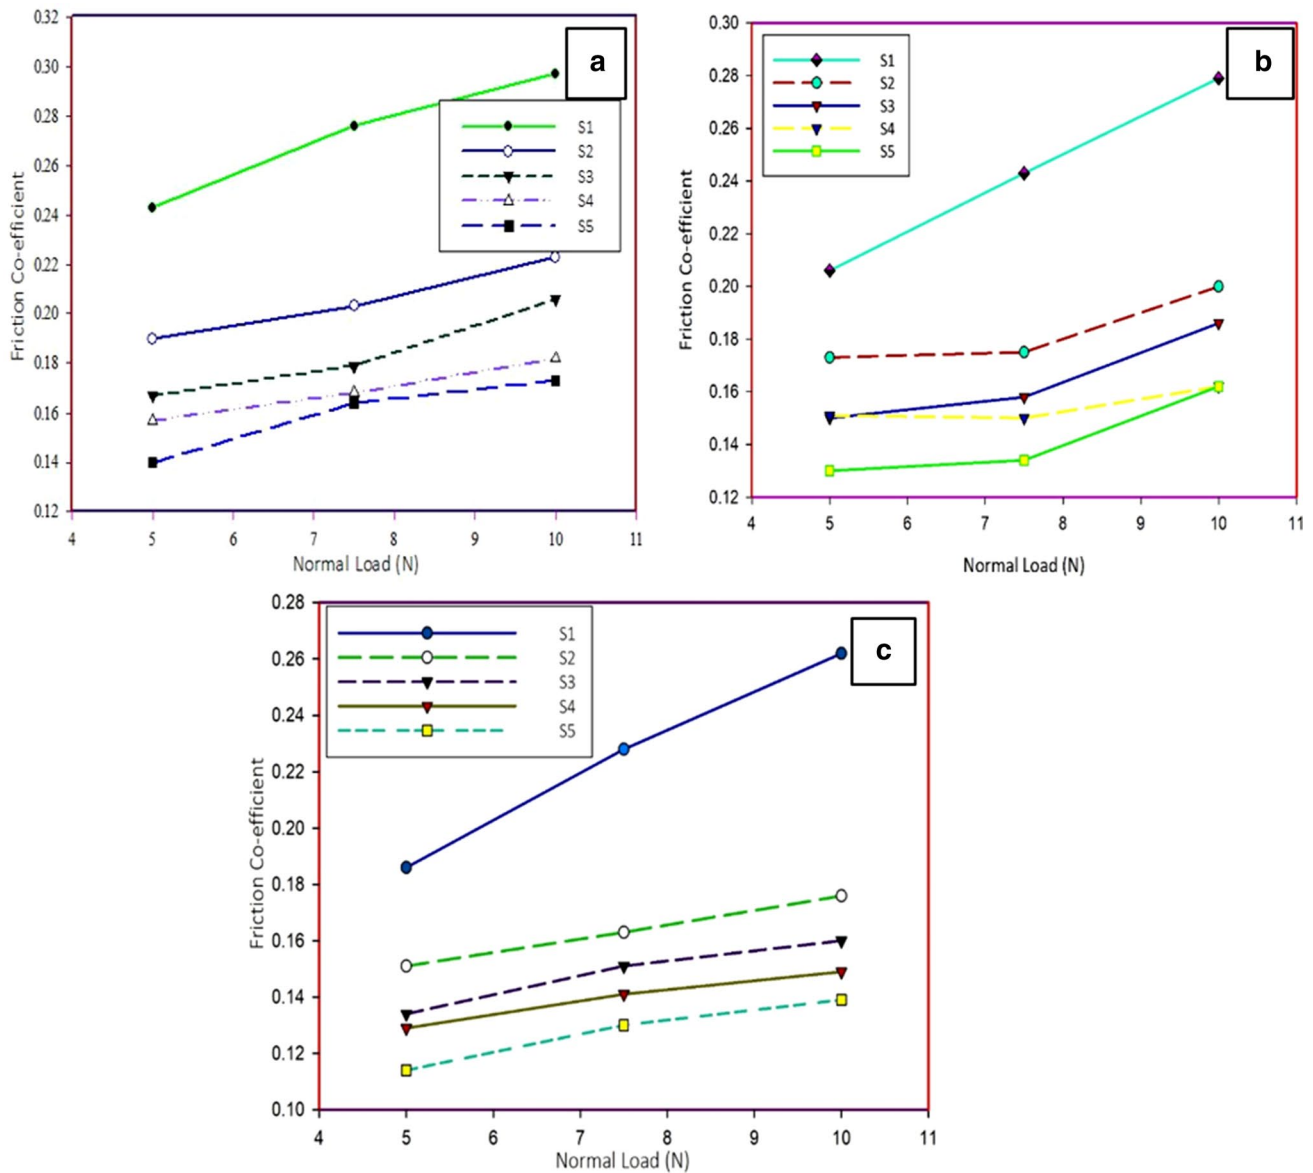 a
0.32
0.30
0.28
0.26
0.24
0.22
0.20
0.18
0.16
0.14
0.12
Friction Co-efficient
S1
S2
S3
S4
S5
4 5 6 7 8 9 10 11
Normal Load (N)
b
0.30
0.28
0.26
0.24
0.22
0.20
0.18
0.16
0.14
0.12
Friction Co-efficient
S1
S2
S3
S4
S5
4 5 6 7 8 9 10 11
Normal Load (N)
c
0.28
0.26
0.24
0.22
0.20
0.18
0.16
0.14
0.12
0.10
Friction Co-efficient
S1
S2
S3
S4
S5
4 5 6 7 8 9 10 11
Normal Load (N)